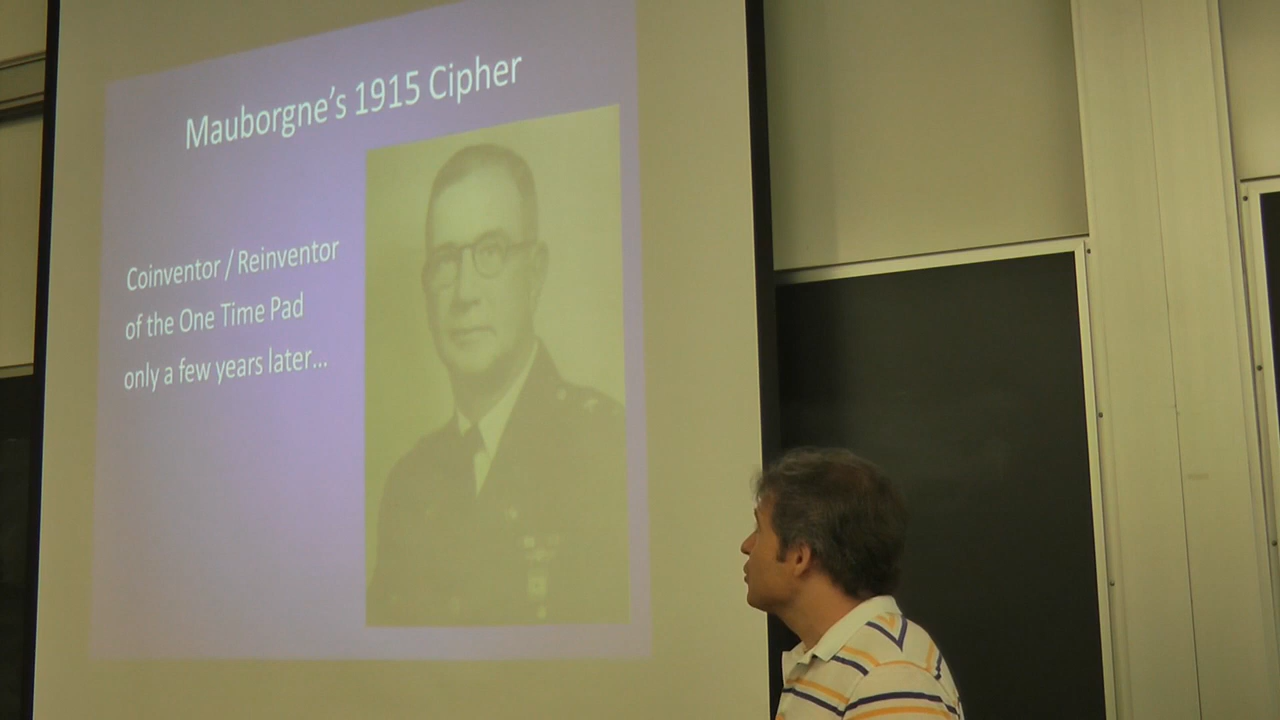 Mauborgne's 1915 Cipher
Coinventor / Reinventor
of the One Time Pad
only a few years later...